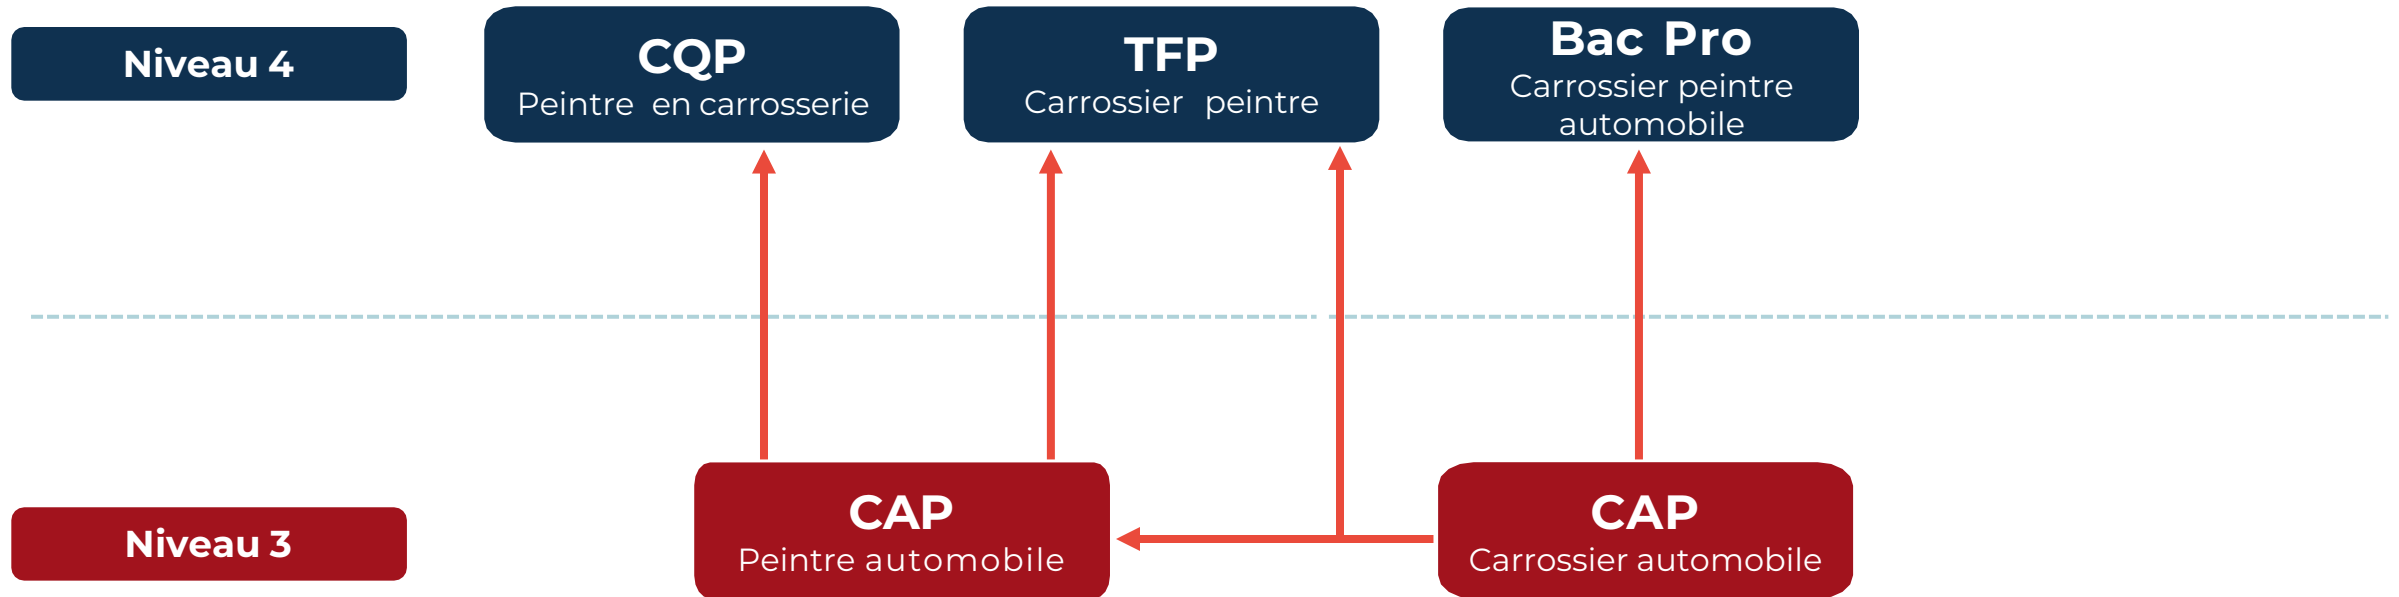 Niveau 4
CQP
Peintre en carrosserie
TFP
Carrossier peintre
Bac Pro
Carrossier peintre
automobile
Niveau 3
CAP
Peintre automobile
CAP
Carrossier automobile